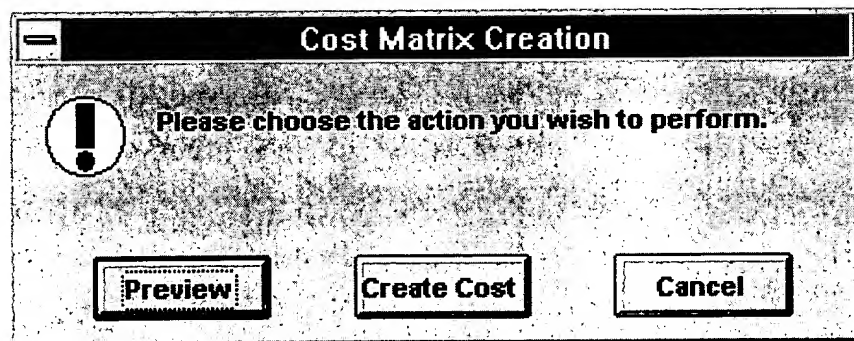 Cost Matrix Creation
Please choose the action you wish to perform.
Preview
Create Cost
Cancel